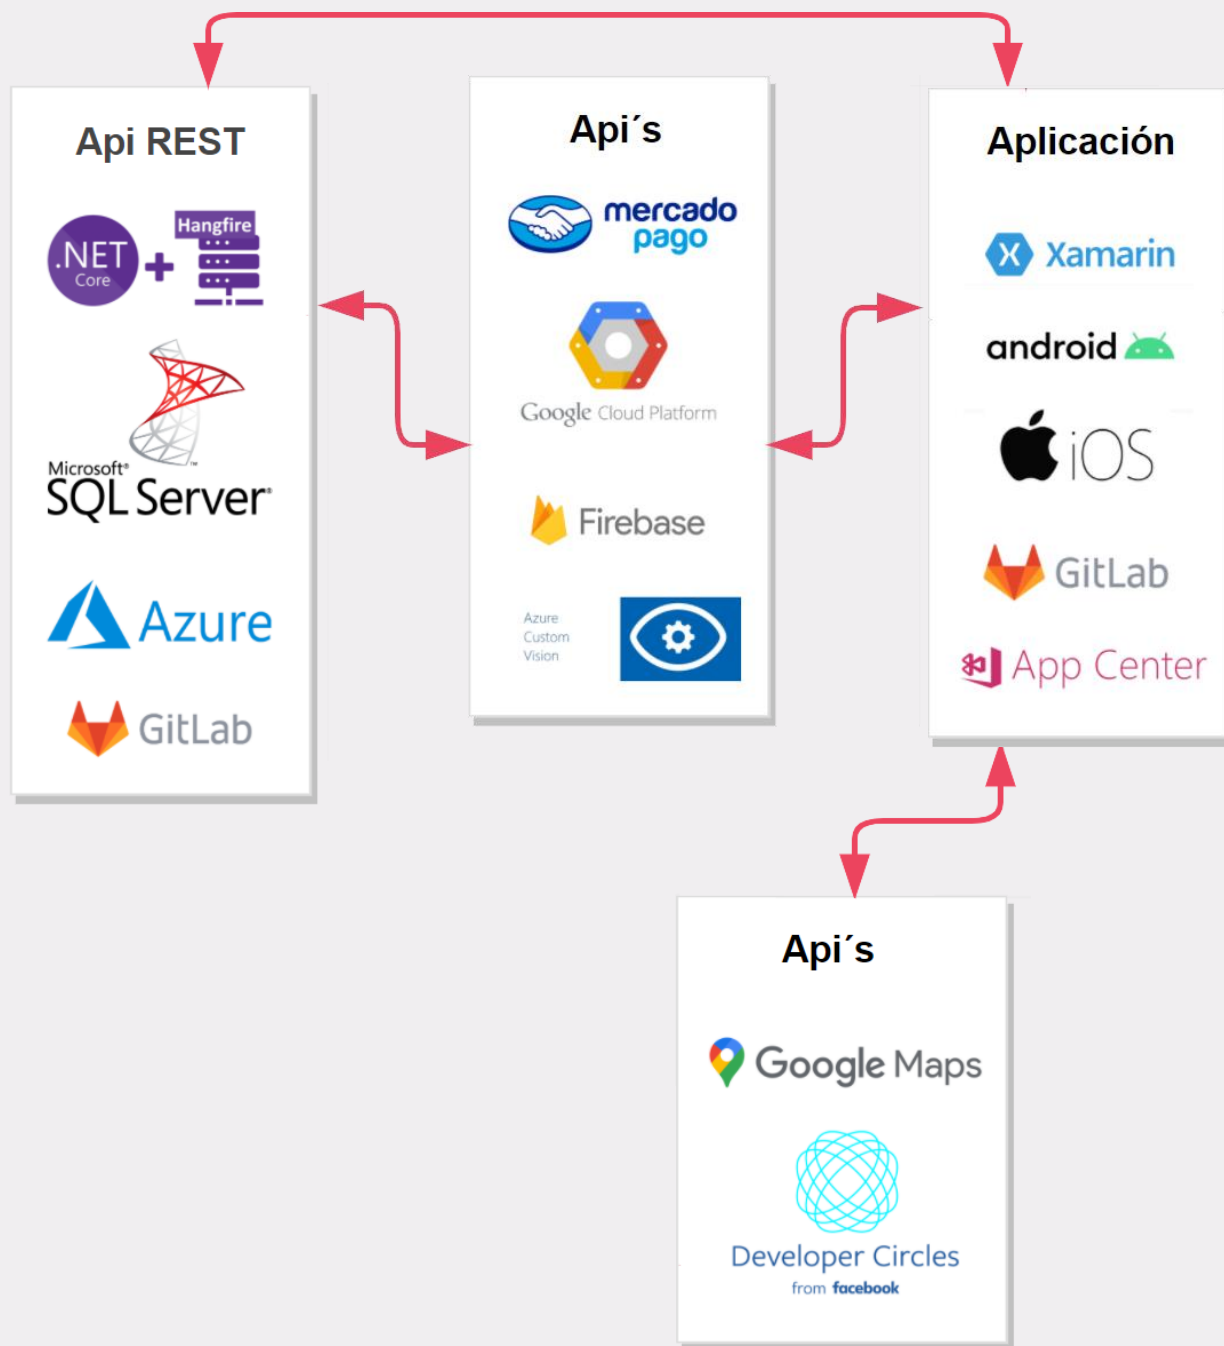 Api REST
.NET
Core
Hangfire
Microsoft®
SQL Server®
Azure
GitLab
Api´s
mercado
pago
Google Cloud Platform
Firebase
Azure
Custom
Vision
Aplicación
Xamarin
android
iOS
GitLab
App Center
Api´s
Google Maps
Developer Circles
from facebook